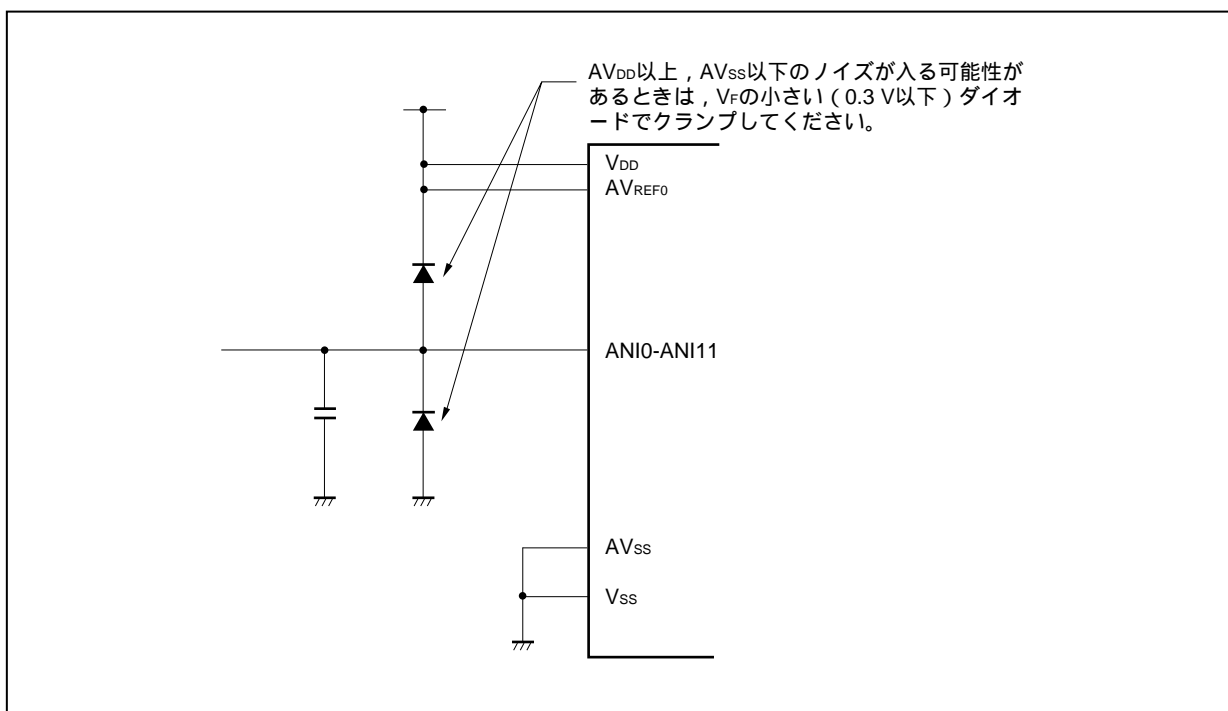 AVDD以上，AVSS以下のノイズが入る可能性が
あるときは，VFの小さい（0.3 V以下）ダイオ
ードでクランプしてください。
VDD
AVREF0
ANI0-ANI11
AVSS
VSS